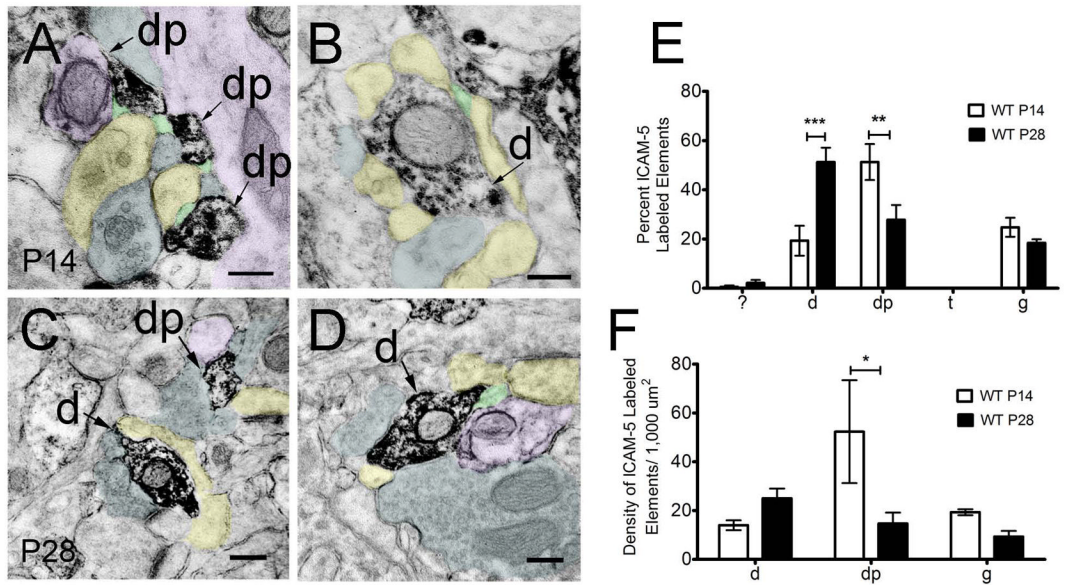 A
dp
dp
dp
P14
B
d
C
dp
d
P28
D
d
E
Percent ICAM-5
Labeled Elements
80
60
40
20
0
***
**
WT P14
WT P28
?
d
dp
t
g
F
Density of ICAM-5 Labeled
Elements/ 1,000 um²
80
60
40
20
0
*
WT P14
WT P28
d
dp
g